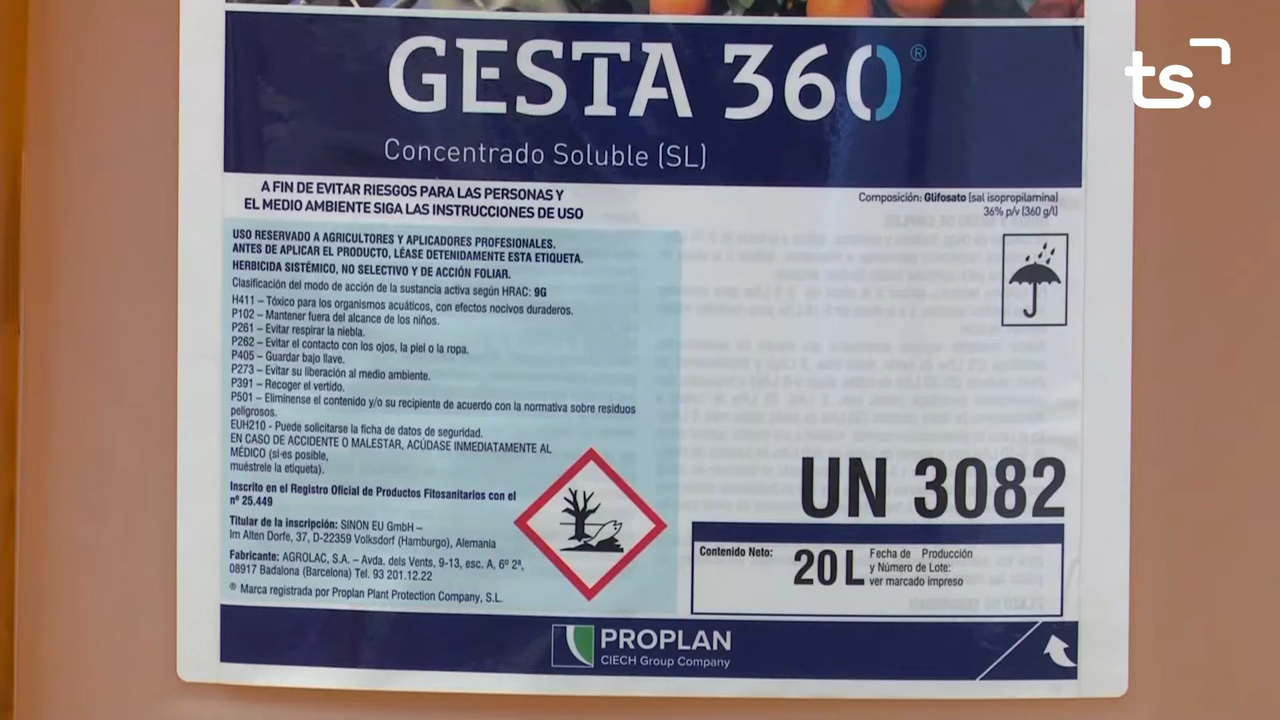 ts.
GESTA 360®
Concentrado Soluble (SL)
A FIN DE EVITAR RIESGOS PARA LAS PERSONAS Y
EL MEDIO AMBIENTE SIGA LAS INSTRUCCIONES DE USO
Composición: Glifosato (sal isopropilamina)
36% p/v (360 g/l)
USO RESERVADO A AGRICULTORES Y APLICADORES PROFESIONALES.
ANTES DE APLICAR EL PRODUCTO, LÉASE DETENIDAMENTE ESTA ETIQUETA.
HERBICIDA SISTÉMICO, NO SELECTIVO Y DE ACCIÓN FOLIAR.
Clasificación del modo de acción de la sustancia activa según HRAC: 9G
H411 – Tóxico para los organismos acuáticos, con efectos nocivos duraderos.
P102 – Mantener fuera del alcance de los niños.
P261 – Evitar respirar la niebla.
P262 – Evitar el contacto con los ojos, la piel o la ropa.
P405 – Guardar bajo llave.
P273 – Evitar su liberación al medio ambiente.
P391 – Recoger el vertido.
P501 – Elimínense el contenido y/o su recipiente de acuerdo con la normativa sobre residuos
peligrosos.
EUH210 - Puede solicitarse la ficha de datos de seguridad.
EN CASO DE ACCIDENTE O MALESTAR, ACÚDASE INMEDIATAMENTE AL
MÉDICO (si es posible,
muéstrele la etiqueta).
Inscrito en el Registro Oficial de Productos Fitosanitarios con el
nº 25.449
Titular de la inscripción: SINON EU GmbH –
Im Alten Dorfe, 37, D-22359 Volksdorf (Hamburgo), Alemania
Fabricante: AGROLAC, S.A. – Avda. dels Vents, 9-13, esc. A, 6º 2ª,
08917 Badalona (Barcelona) Tel. 93 201.12.22
® Marca registrada por Proplan Plant Protection Company, S.L.
UN 3082
Contenido Neto: 20 L
Fecha de Producción
y Número de Lote:
ver marcado impreso
PROPLAN
CIECH Group Company